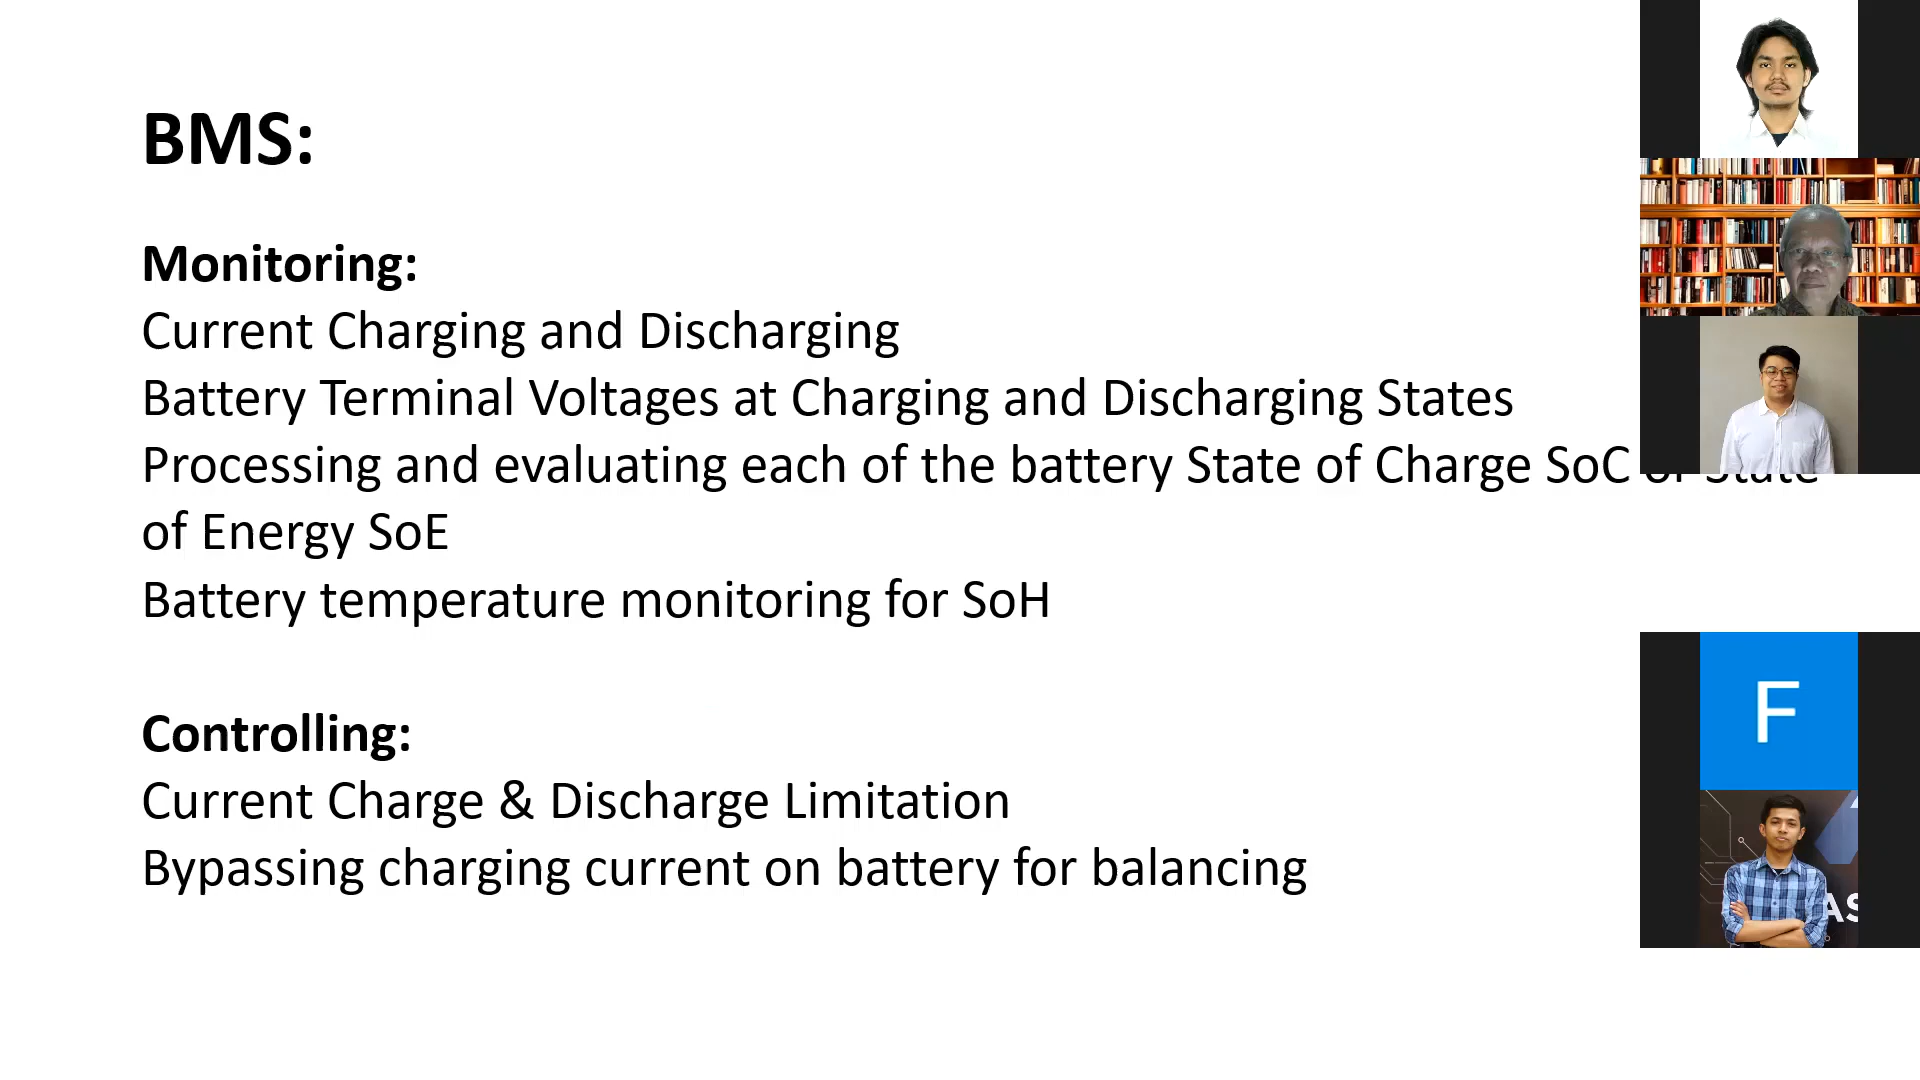 BMS:
Monitoring:
Current Charging and Discharging
Battery Terminal Voltages at Charging and Discharging States
Processing and evaluating each of the battery State of Charge SoC or State
of Energy SoE
Battery temperature monitoring for SoH
Controlling:
Current Charge & Discharge Limitation
Bypassing charging current on battery for balancing
F
AS